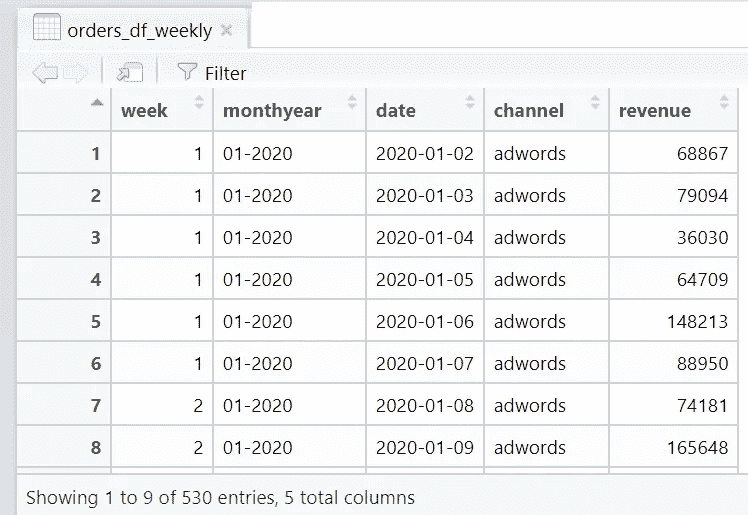 orders_df_weekly
Filter
week monthyear date channel revenue
1 1 01-2020 2020-01-02 adwords 68867
2 1 01-2020 2020-01-03 adwords 79094
3 1 01-2020 2020-01-04 adwords 36030
4 1 01-2020 2020-01-05 adwords 64709
5 1 01-2020 2020-01-06 adwords 148213
6 1 01-2020 2020-01-07 adwords 88950
7 2 01-2020 2020-01-08 adwords 74181
8 2 01-2020 2020-01-09 adwords 165648
Showing 1 to 9 of 530 entries, 5 total columns